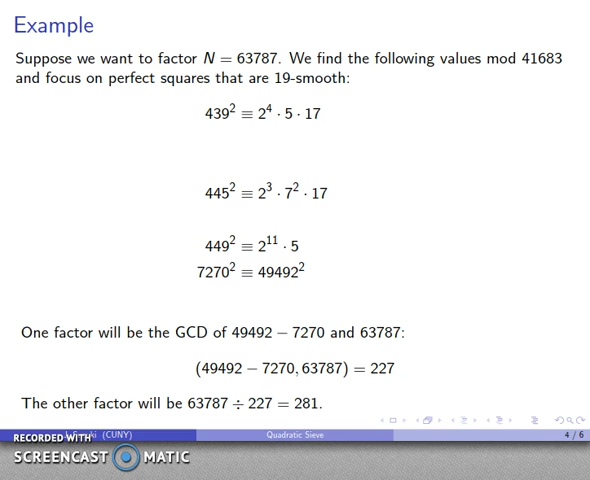 Example
Suppose we want to factor N = 63787. We find the following values mod 41683
and focus on perfect squares that are 19-smooth:
439² ≡ 2⁴ · 5 · 17
445² ≡ 2³ · 7² · 17
449² ≡ 2¹¹ · 5
7270² ≡ 49492²
One factor will be the GCD of 49492 − 7270 and 63787:
(49492 − 7270, 63787) = 227
The other factor will be 63787 ÷ 227 = 281.
(CUNY) Quadratic Sieve 4 / 6
RECORDED WITH
SCREENCAST MATIC